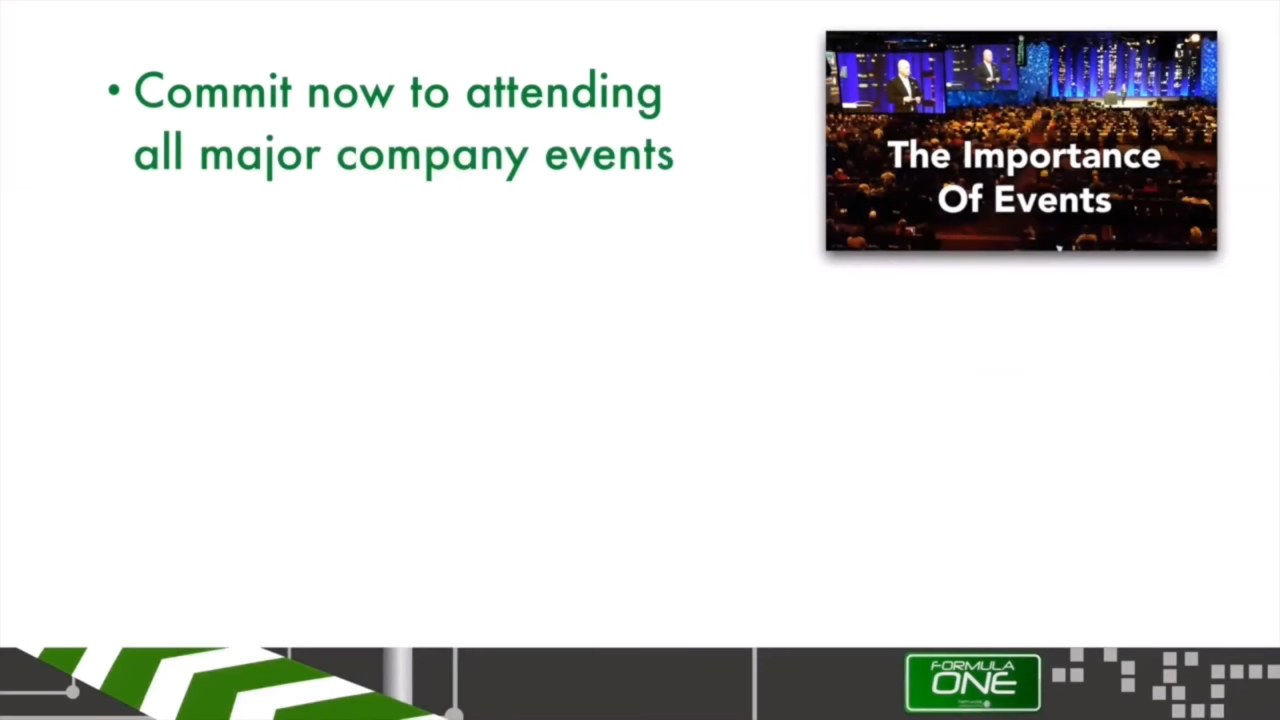 • Commit now to attending
all major company events
The Importance
Of Events
FORMULA
ONE